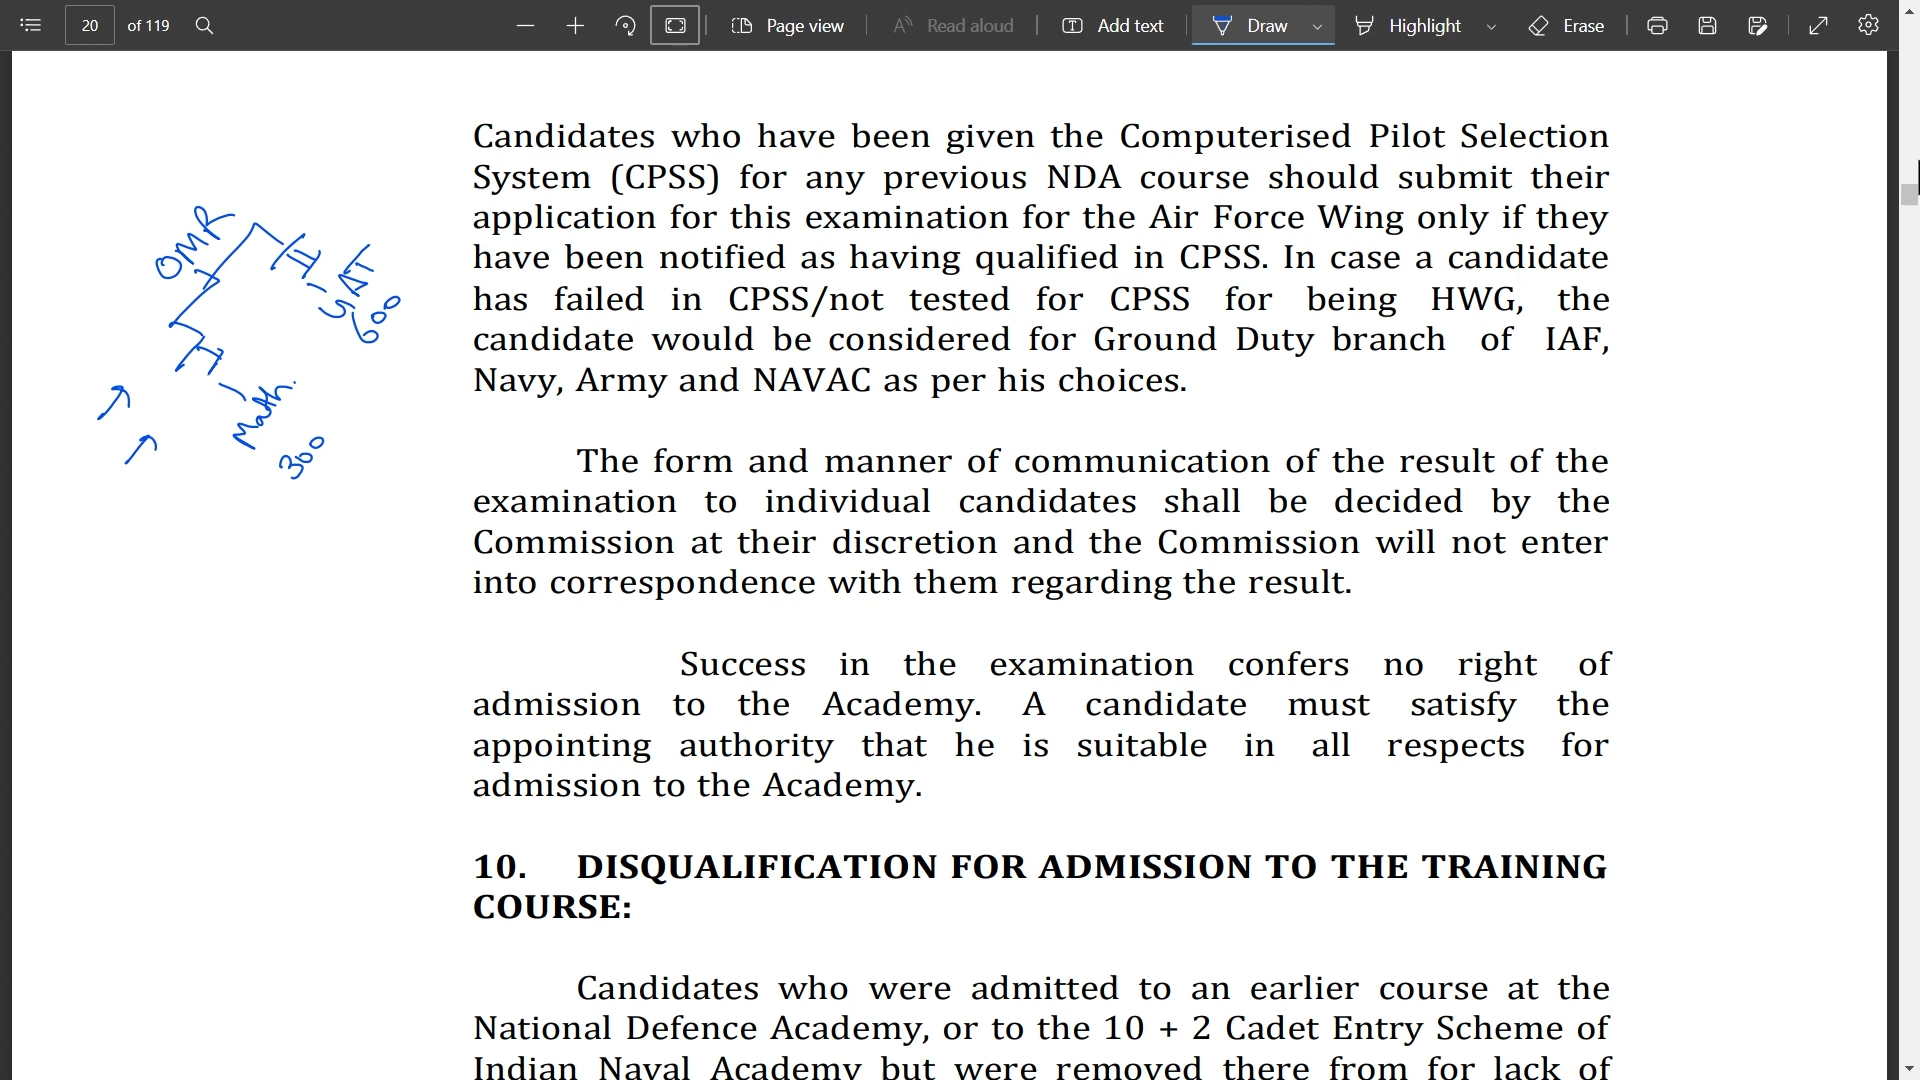 20 of 119 Page view Read aloud Add text Draw Highlight Erase
Candidates who have been given the Computerised Pilot Selection
System (CPSS) for any previous NDA course should submit their
application for this examination for the Air Force Wing only if they
have been notified as having qualified in CPSS. In case a candidate
has failed in CPSS/not tested for CPSS for being HWG, the
candidate would be considered for Ground Duty branch of IAF,
Navy, Army and NAVAC as per his choices.
OMR
600
Math.
300
The form and manner of communication of the result of the
examination to individual candidates shall be decided by the
Commission at their discretion and the Commission will not enter
into correspondence with them regarding the result.
Success in the examination confers no right of
admission to the Academy. A candidate must satisfy the
appointing authority that he is suitable in all respects for
admission to the Academy.
10. DISQUALIFICATION FOR ADMISSION TO THE TRAINING
COURSE:
Candidates who were admitted to an earlier course at the
National Defence Academy, or to the 10 + 2 Cadet Entry Scheme of
Indian Naval Academy but were removed there from for lack of